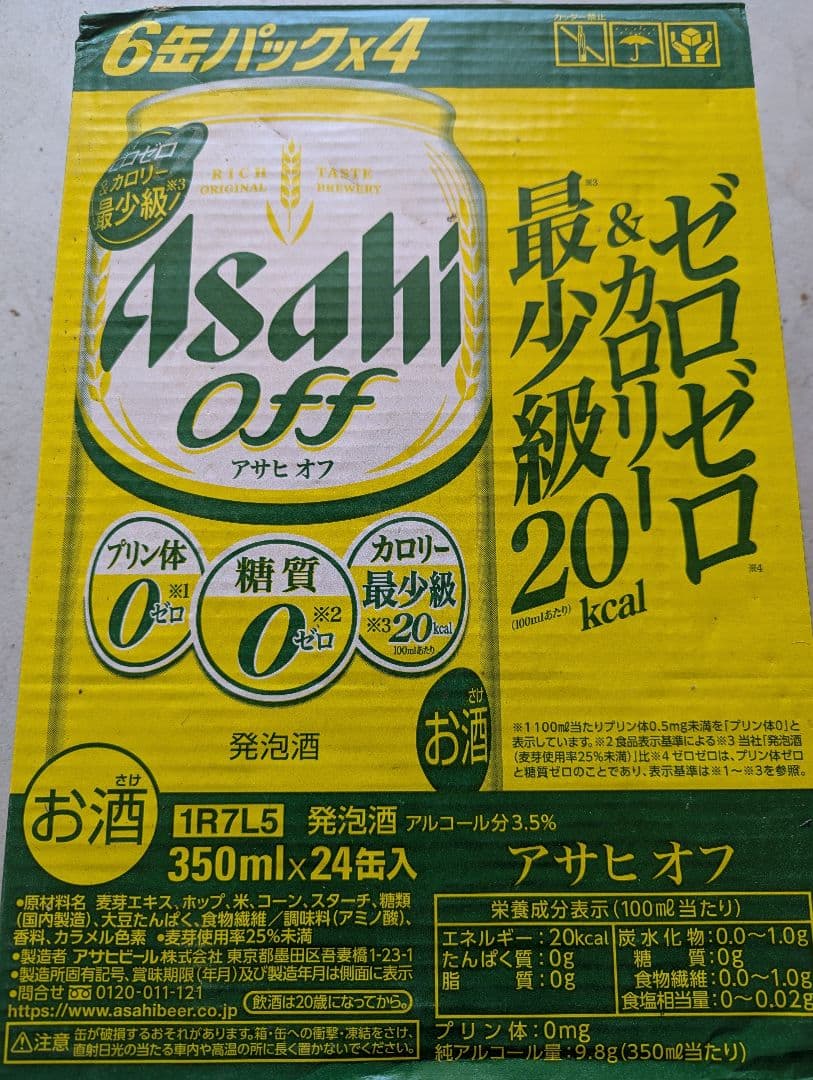 6缶パックx4
カッター禁止
ゼロゼロ
&カロリー
最少級※3
RICH TASTE
ORIGINAL BREWERY
Asahi
off
アサヒ オフ
プリン体
0※1
ゼロ
糖質
0※2
ゼロ
カロリー
最少級
※3 20kcal
100mlあたり
発泡酒
さけ
お酒
ゼロゼロ※4
&カロリー
最少級※3
20kcal
(100mlあたり)
※1 100ml当たりプリン体0.5mg未満を「プリン体0」と
表示しています。※2 食品表示基準による※3 当社「発泡酒
(麦芽使用率25%未満)」比※4 ゼロゼロは、プリン体ゼロ
と糖質ゼロのことであり、表示基準は※1〜※3を参照。
さけ
お酒
1R7L5 発泡酒 アルコール分3.5%
350ml×24缶入
アサヒ オフ
●原材料名 麦芽エキス、ホップ、米、コーン、スターチ、糖類
(国内製造)、大豆たんぱく、食物繊維/調味料(アミノ酸)、
香料、カラメル色素 ●麦芽使用率25%未満
●製造者 アサヒビール株式会社 東京都墨田区吾妻橋1-23-1
●製造所固有記号、賞味期限(年月)及び製造年月は側面に表示
●問合せ 0120-011-121
https://www.asahibeer.co.jp
飲酒は20歳になってから。
⚠注意 缶が破損するおそれがあります。箱・缶への衝撃・凍結をさけ、
直射日光の当たる車内や高温の所に長く置かないでください。
栄養成分表示(100ml当たり)
エネルギー:20kcal
たんぱく質:0g
脂質:0g
炭水化物:0.0〜1.0g
糖質:0g
食物繊維:0.0〜1.0g
食塩相当量:0〜0.02g
プリン体:0mg
純アルコール量:9.8g(350ml当たり)